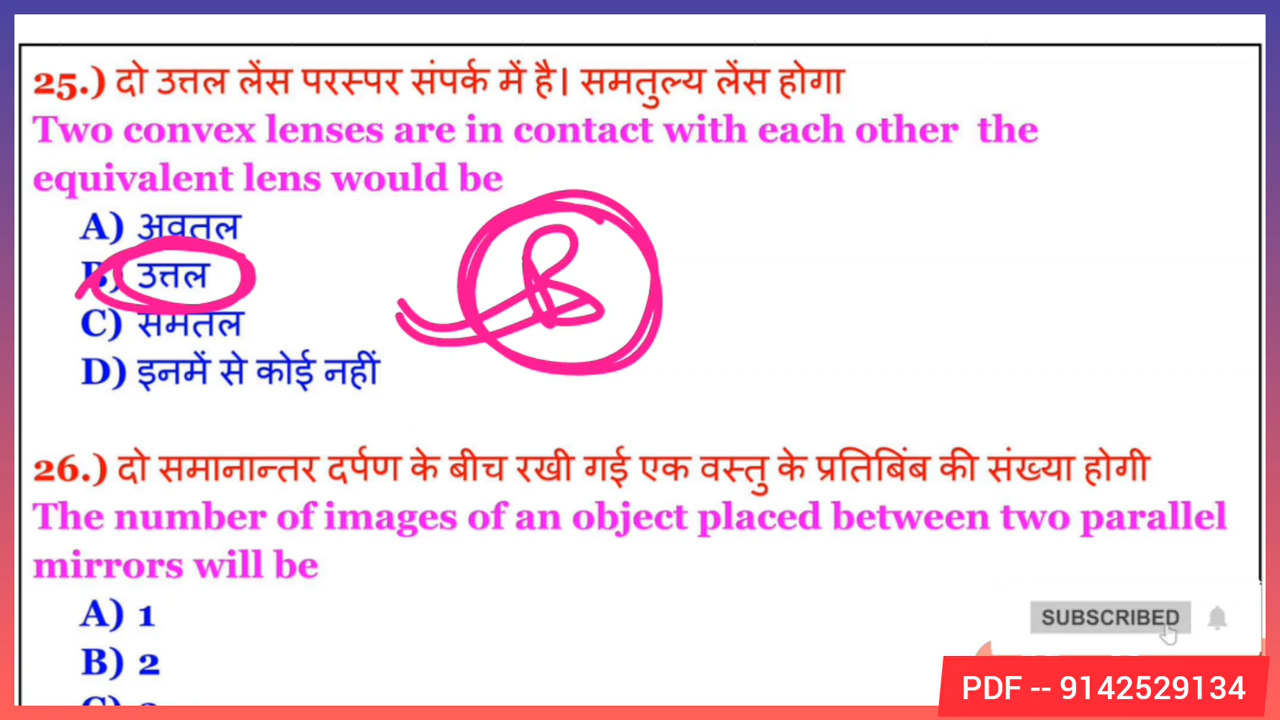 25.) दो उत्तल लेंस परस्पर संपर्क में है। समतुल्य लेंस होगा
Two convex lenses are in contact with each other the
equivalent lens would be
A) अवतल
B) उत्तल
C) समतल
D) इनमें से कोई नहीं
26.) दो समानान्तर दर्पण के बीच रखी गई एक वस्तु के प्रतिबिंब की संख्या होगी
The number of images of an object placed between two parallel
mirrors will be
A) 1
B) 2
SUBSCRIBED
PDF -- 9142529134